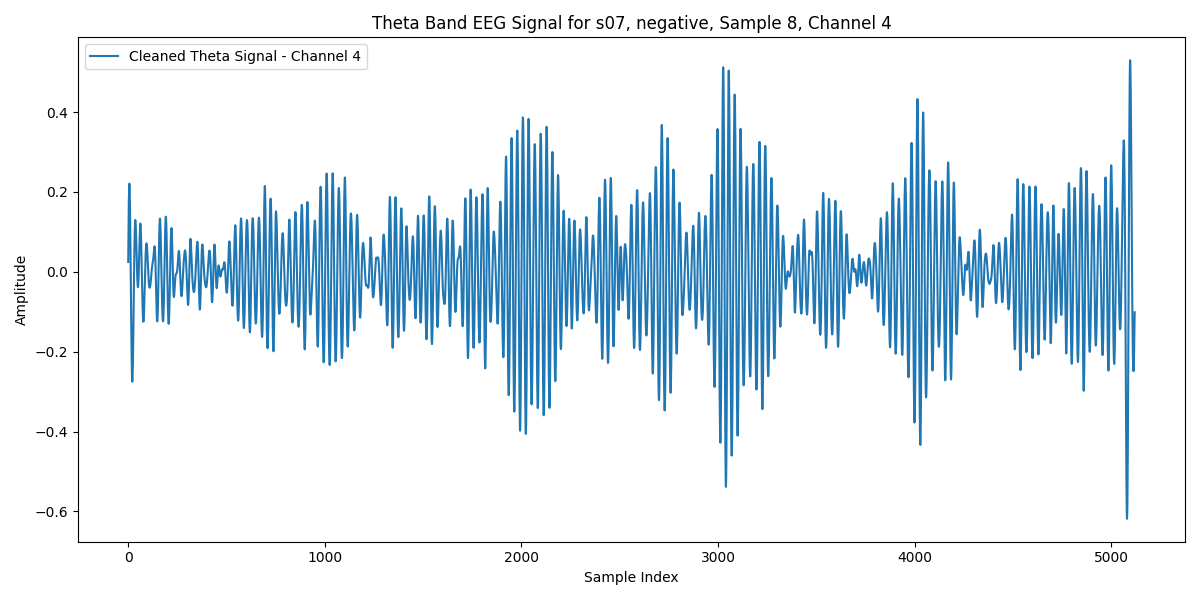 Theta Band EEG Signal for s07, negative, Sample 8, Channel 4
Cleaned Theta Signal - Channel 4
Amplitude
0.4
0.2
0.0
−0.2
−0.4
−0.6
0 1000 2000 3000 4000 5000
Sample Index